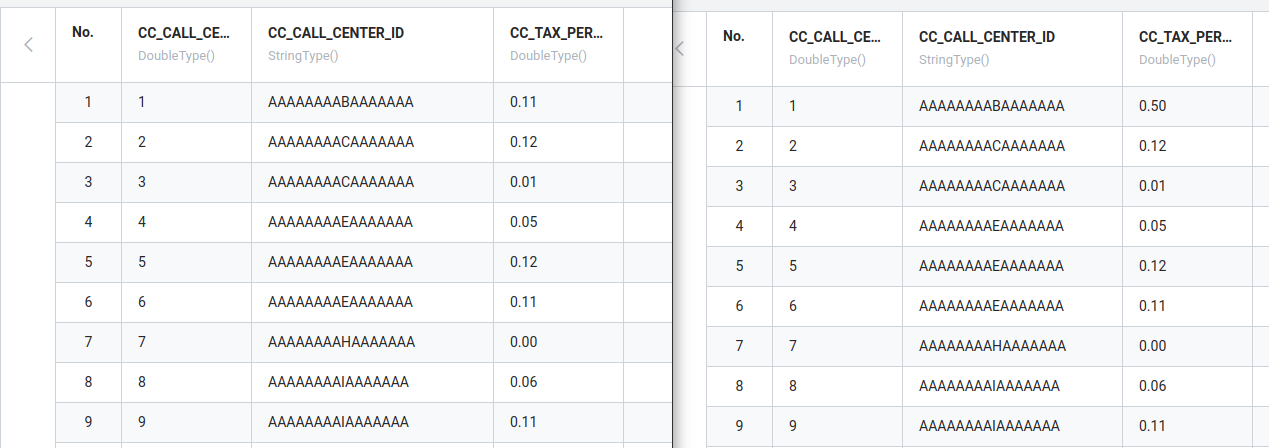 No. CC_CALL_CE... CC_CALL_CENTER_ID CC_TAX_PER...
DoubleType() StringType() DoubleType()
1 1 AAAAAAAABAAAAAAA 0.11
2 2 AAAAAAAACAAAAAAA 0.12
3 3 AAAAAAAACAAAAAAA 0.01
4 4 AAAAAAAAEAAAAAAA 0.05
5 5 AAAAAAAAEAAAAAAA 0.12
6 6 AAAAAAAAEAAAAAAA 0.11
7 7 AAAAAAAAHAAAAAAA 0.00
8 8 AAAAAAAAIAAAAAAA 0.06
9 9 AAAAAAAAIAAAAAAA 0.11
No. CC_CALL_CE... CC_CALL_CENTER_ID CC_TAX_PER...
DoubleType() StringType() DoubleType()
1 1 AAAAAAAABAAAAAAA 0.50
2 2 AAAAAAAACAAAAAAA 0.12
3 3 AAAAAAAACAAAAAAA 0.01
4 4 AAAAAAAAEAAAAAAA 0.05
5 5 AAAAAAAAEAAAAAAA 0.12
6 6 AAAAAAAAEAAAAAAA 0.11
7 7 AAAAAAAAHAAAAAAA 0.00
8 8 AAAAAAAAIAAAAAAA 0.06
9 9 AAAAAAAAIAAAAAAA 0.11